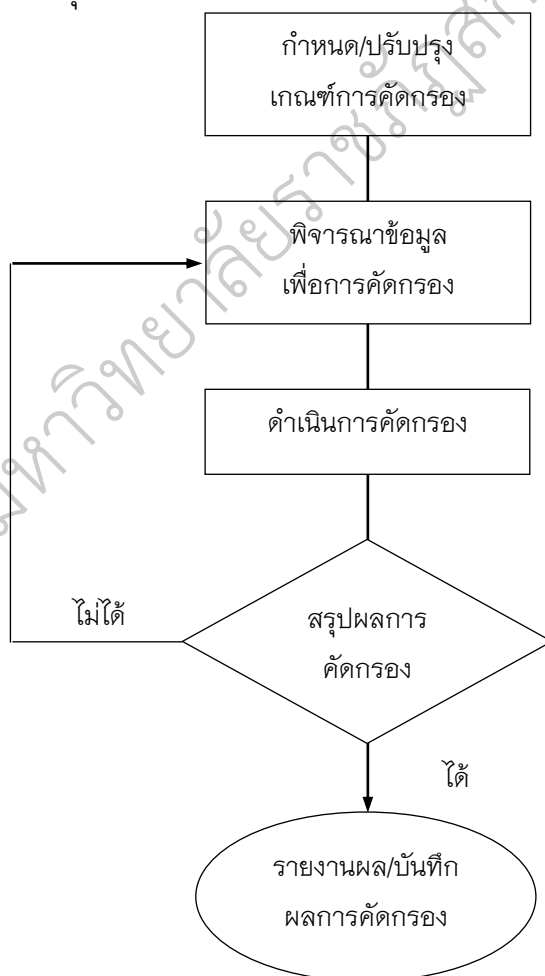 กำหนด/ปรับปรุง
เกณฑ์การคัดกรอง
พิจารณาข้อมูล
เพื่อการคัดกรอง
ดำเนินการคัดกรอง
ไม่ได้
สรุปผลการ
คัดกรอง
ได้
รายงานผล/บันทึก
ผลการคัดกรอง